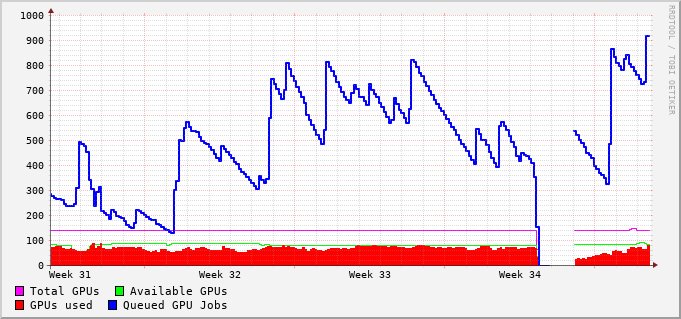 1000
900
800
700
600
500
400
300
200
100
0
Week 31 Week 32 Week 33 Week 34
RRDTOOL / TOBI OETIKER
Total GPUs Available GPUs
GPUs used Queued GPU Jobs